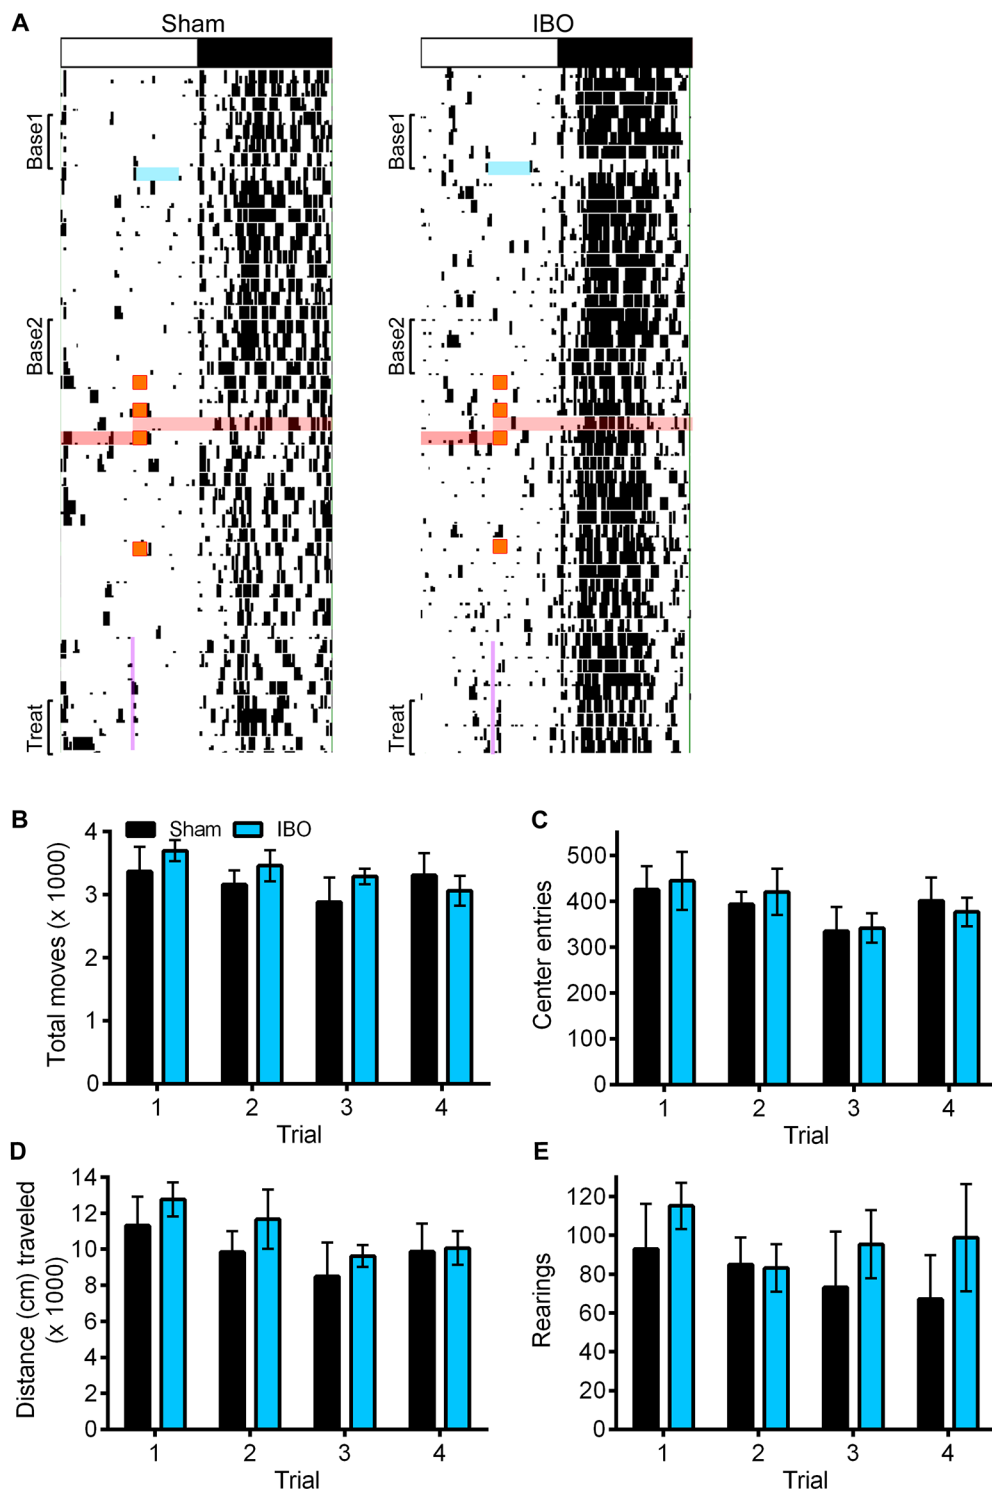 A
Sham
IBO
Base1
Base2
Treat
Base1
Base2
Treat
B
Sham
IBO
Total moves (x 1000)
4
3
2
1
0
1
2
3
4
Trial
C
Center entries
500
400
300
200
100
0
1
2
3
4
Trial
D
Distance (cm) traveled
(x 1000)
14
12
10
8
6
4
2
0
1
2
3
4
Trial
E
Rearings
120
100
80
60
40
20
0
1
2
3
4
Trial